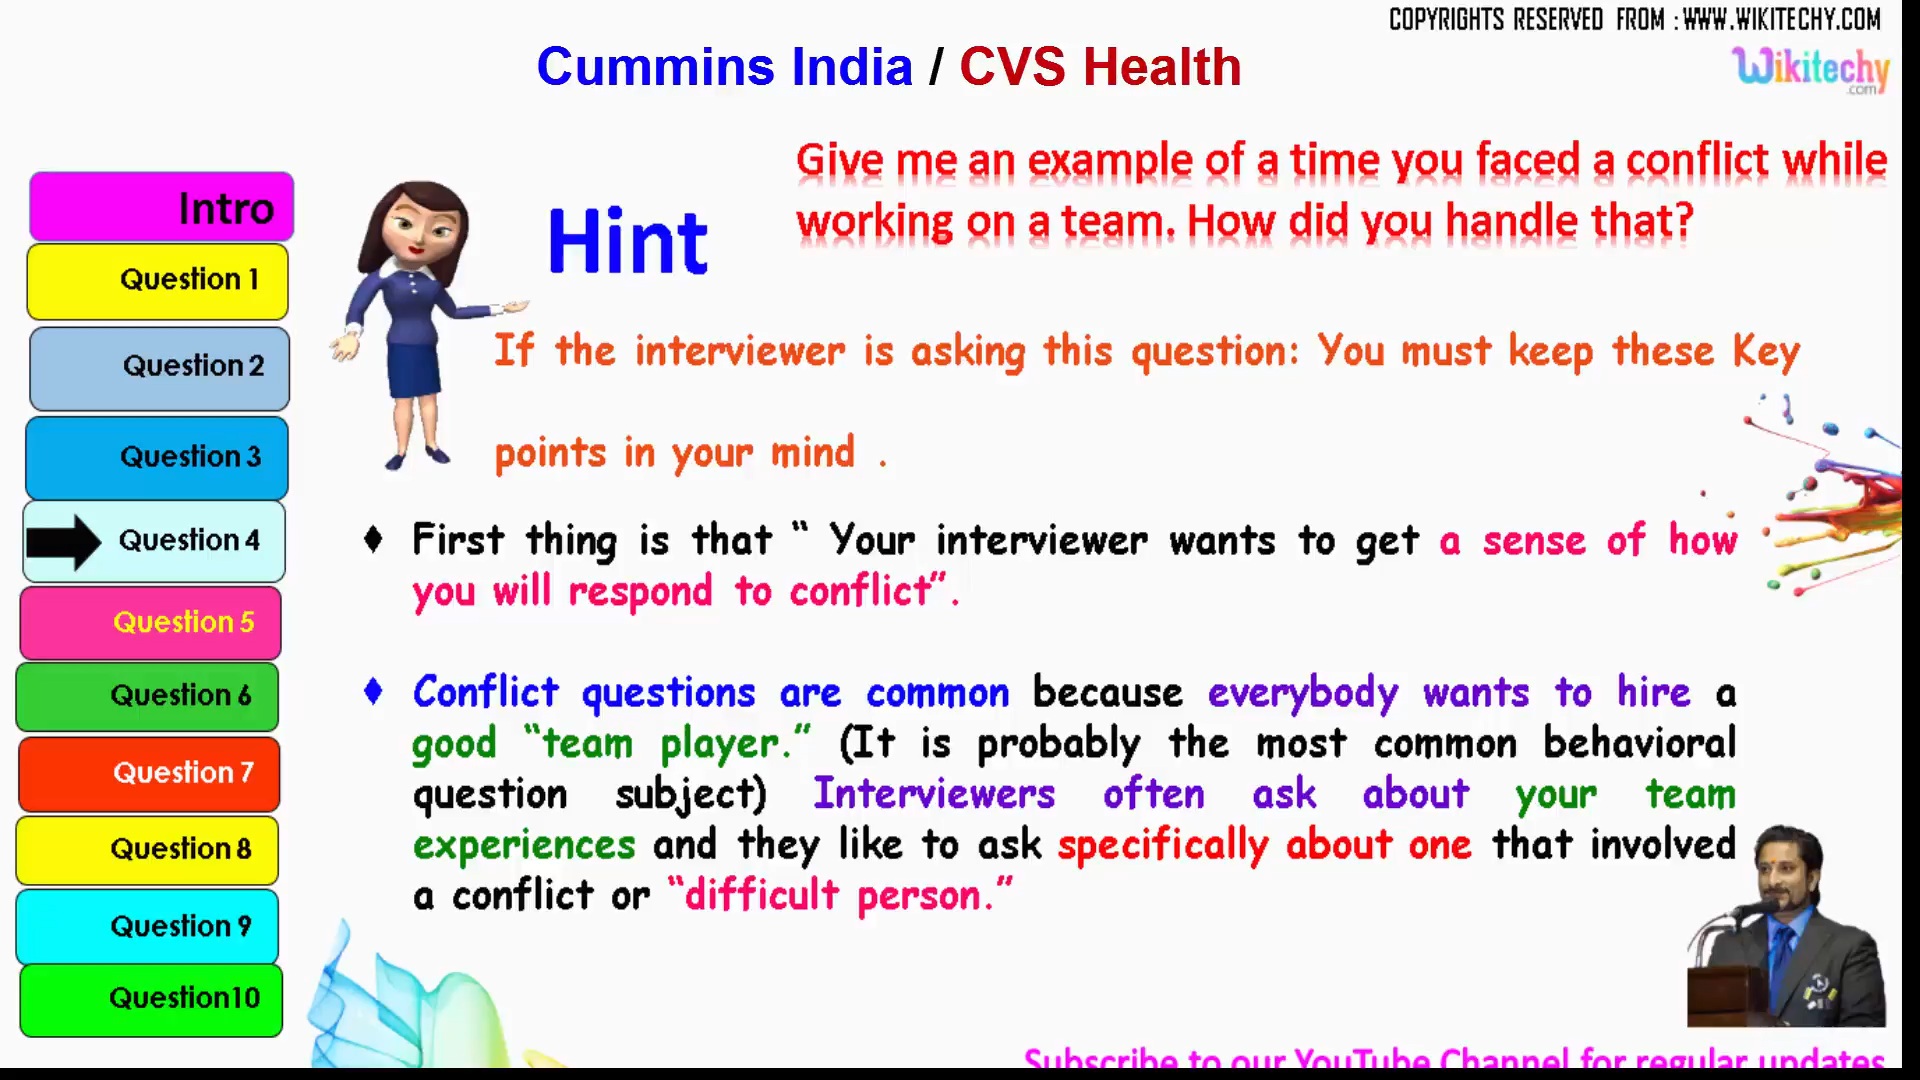 COPYRIGHTS RESERVED FROM : WWW.WIKITECHY.COM
Cummins India / CVS Health
Wikitechy
.com
Give me an example of a time you faced a conflict while
working on a team. How did you handle that?
Hint
Intro
Question 1
Question 2
Question 3
Question 4
Question 5
Question 6
Question 7
Question 8
Question 9
Question10
If the interviewer is asking this question: You must keep these Key
points in your mind .
♦ First thing is that “ Your interviewer wants to get a sense of how
you will respond to conflict”.
♦ Conflict questions are common because everybody wants to hire a
good “team player.” (It is probably the most common behavioral
question subject) Interviewers often ask about your team
experiences and they like to ask specifically about one that involved
a conflict or “difficult person.”
Subscribe to our YouTube Channel for regular updates